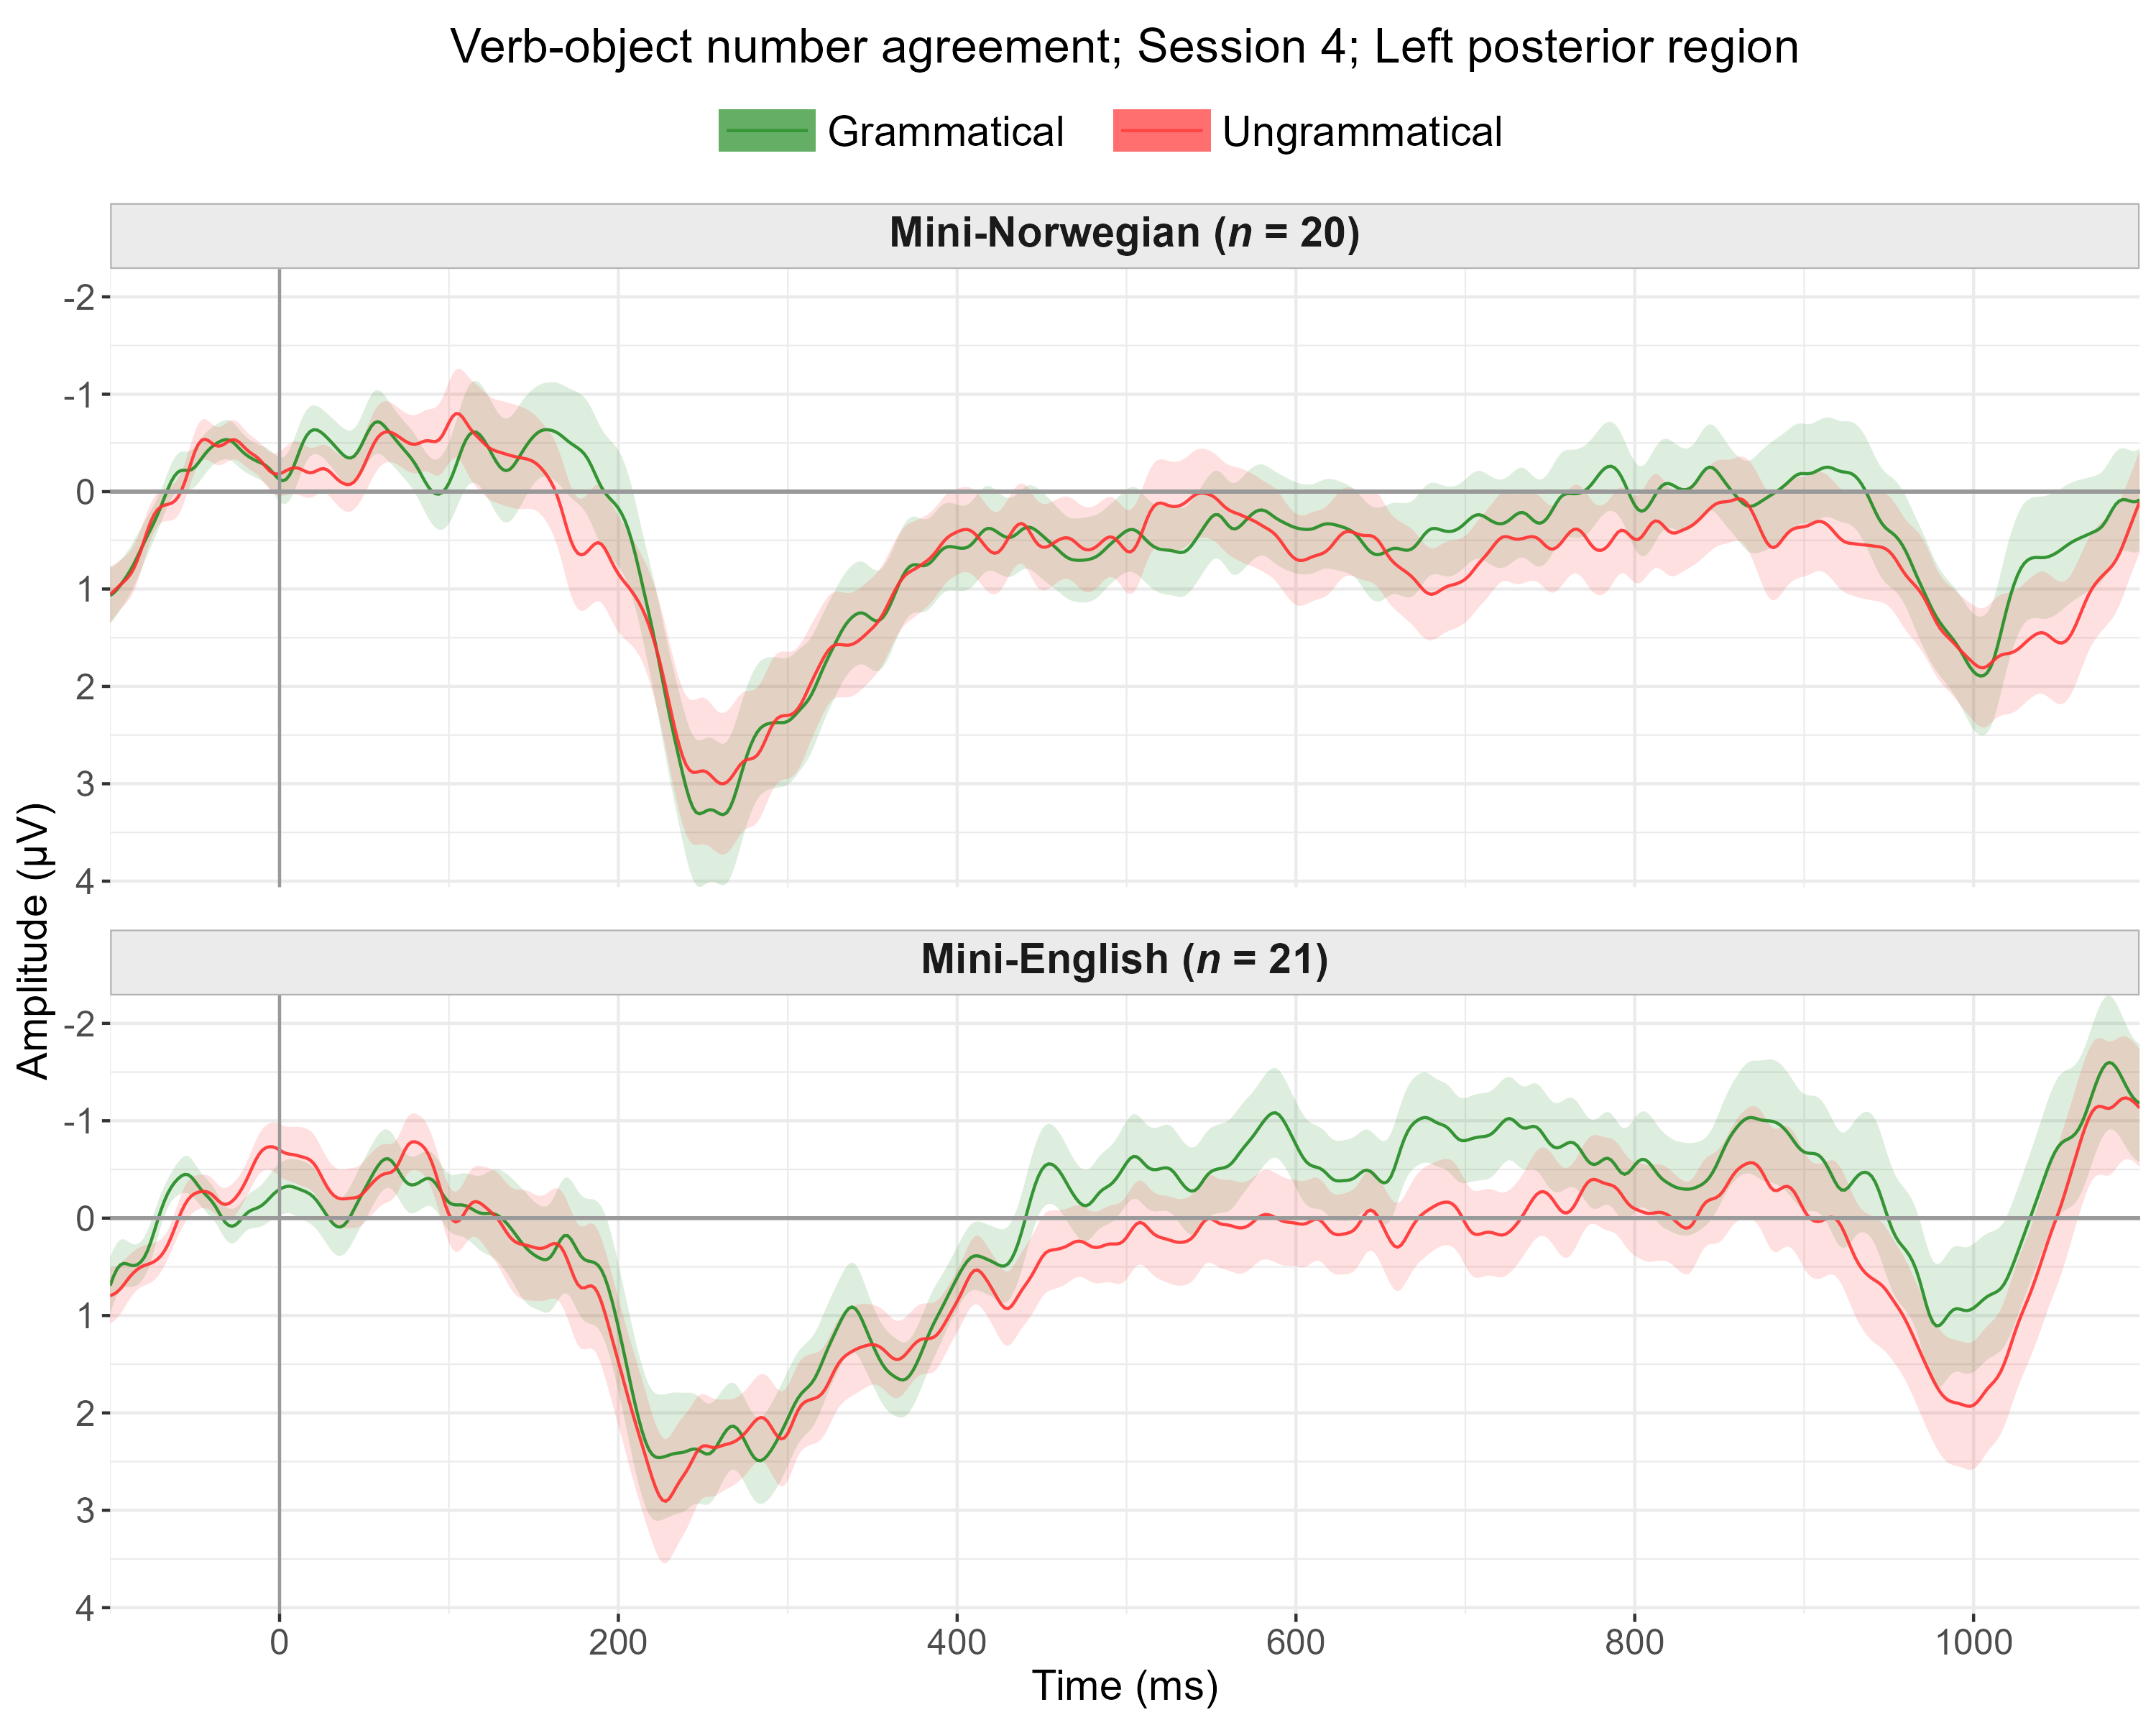 Verb-object number agreement; Session 4; Left posterior region
Grammatical Ungrammatical
Mini-Norwegian (n = 20)
-2
-1
0
1
2
3
4
Mini-English (n = 21)
-2
-1
0
1
2
3
4
Amplitude (µV)
0 200 400 600 800 1000
Time (ms)